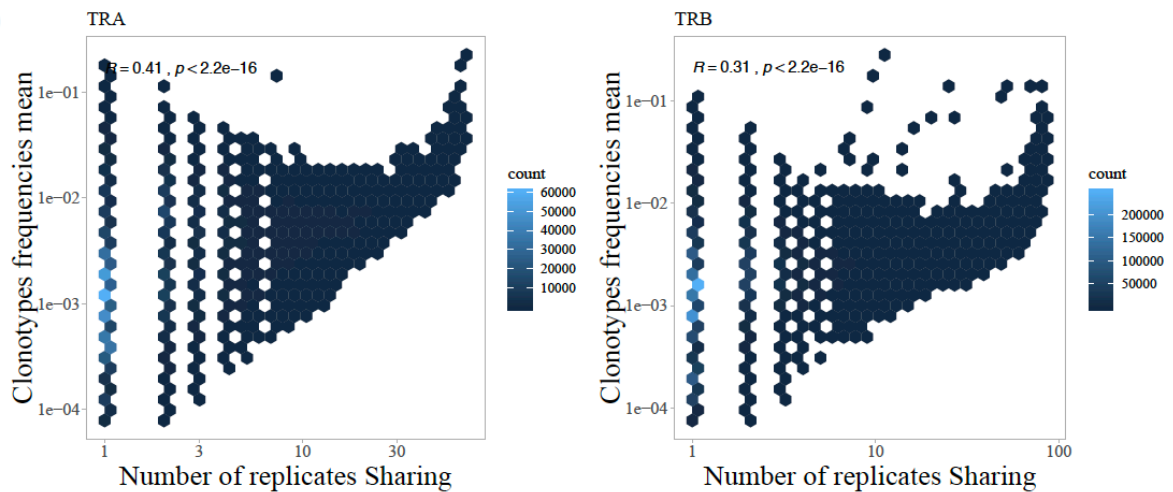 TRA
R = 0.41 , p < 2.2e−16
Clonotypes frequencies mean
1e−01
1e−02
1e−03
1e−04
1
3
10
30
Number of replicates Sharing
count
60000
50000
40000
30000
20000
10000
TRB
R = 0.31 , p < 2.2e−16
Clonotypes frequencies mean
1e−01
1e−02
1e−03
1e−04
1
10
100
Number of replicates Sharing
count
200000
150000
100000
50000